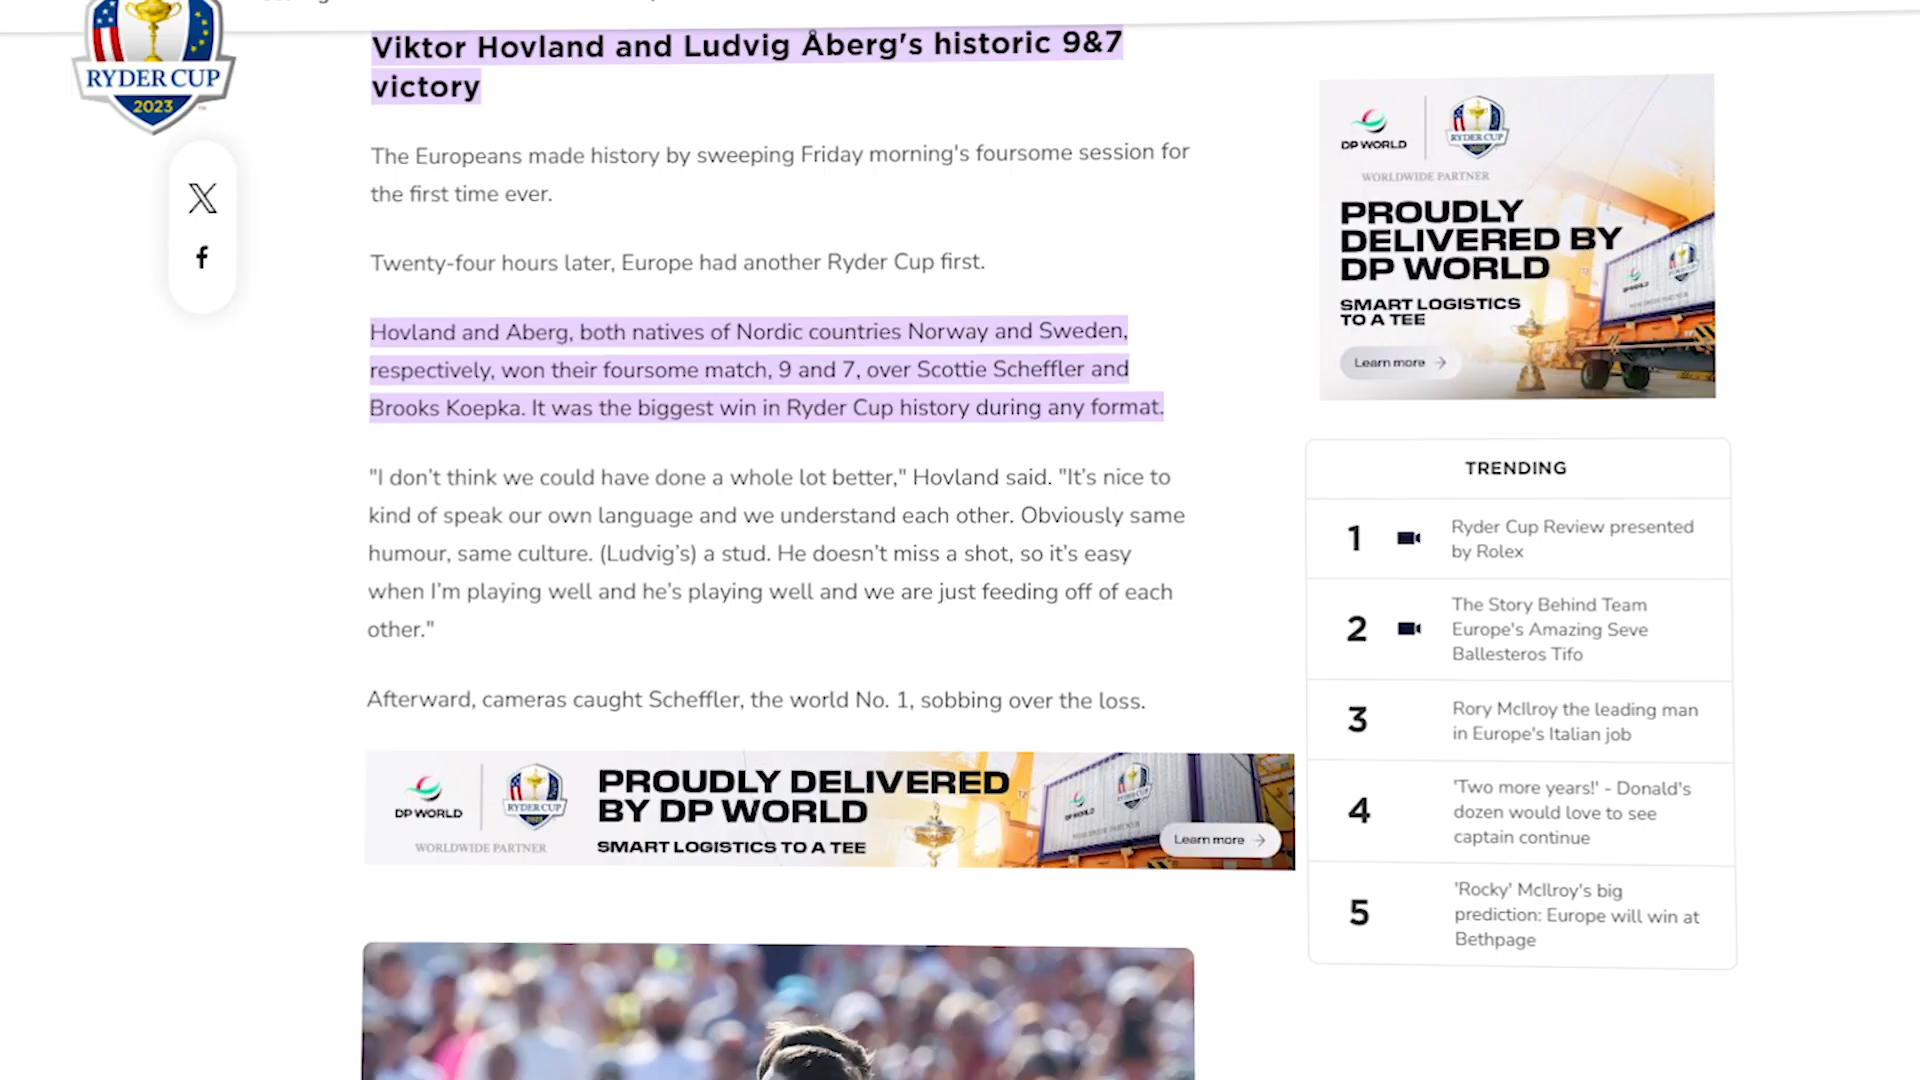 RYDER CUP
2023
Viktor Hovland and Ludvig Åberg's historic 9&7
victory
The Europeans made history by sweeping Friday morning's foursome session for
the first time ever.
Twenty-four hours later, Europe had another Ryder Cup first.
Hovland and Aberg, both natives of Nordic countries Norway and Sweden,
respectively, won their foursome match, 9 and 7, over Scottie Scheffler and
Brooks Koepka. It was the biggest win in Ryder Cup history during any format.
"I don’t think we could have done a whole lot better," Hovland said. "It’s nice to
kind of speak our own language and we understand each other. Obviously same
humour, same culture. (Ludvig’s) a stud. He doesn’t miss a shot, so it’s easy
when I’m playing well and he’s playing well and we are just feeding off of each
other."
Afterward, cameras caught Scheffler, the world No. 1, sobbing over the loss.
DP WORLD
RYDER CUP
2023
WORLDWIDE PARTNER
PROUDLY DELIVERED
BY DP WORLD
SMART LOGISTICS TO A TEE
Learn more →
DP WORLD
RYDER CUP
WORLDWIDE PARTNER
PROUDLY
DELIVERED BY
DP WORLD
SMART LOGISTICS
TO A TEE
Learn more →
TRENDING
1 Ryder Cup Review presented
by Rolex
2 The Story Behind Team
Europe's Amazing Seve
Ballesteros Tifo
3 Rory McIlroy the leading man
in Europe's Italian job
4 'Two more years!' - Donald's
dozen would love to see
captain continue
5 'Rocky' McIlroy's big
prediction: Europe will win at
Bethpage